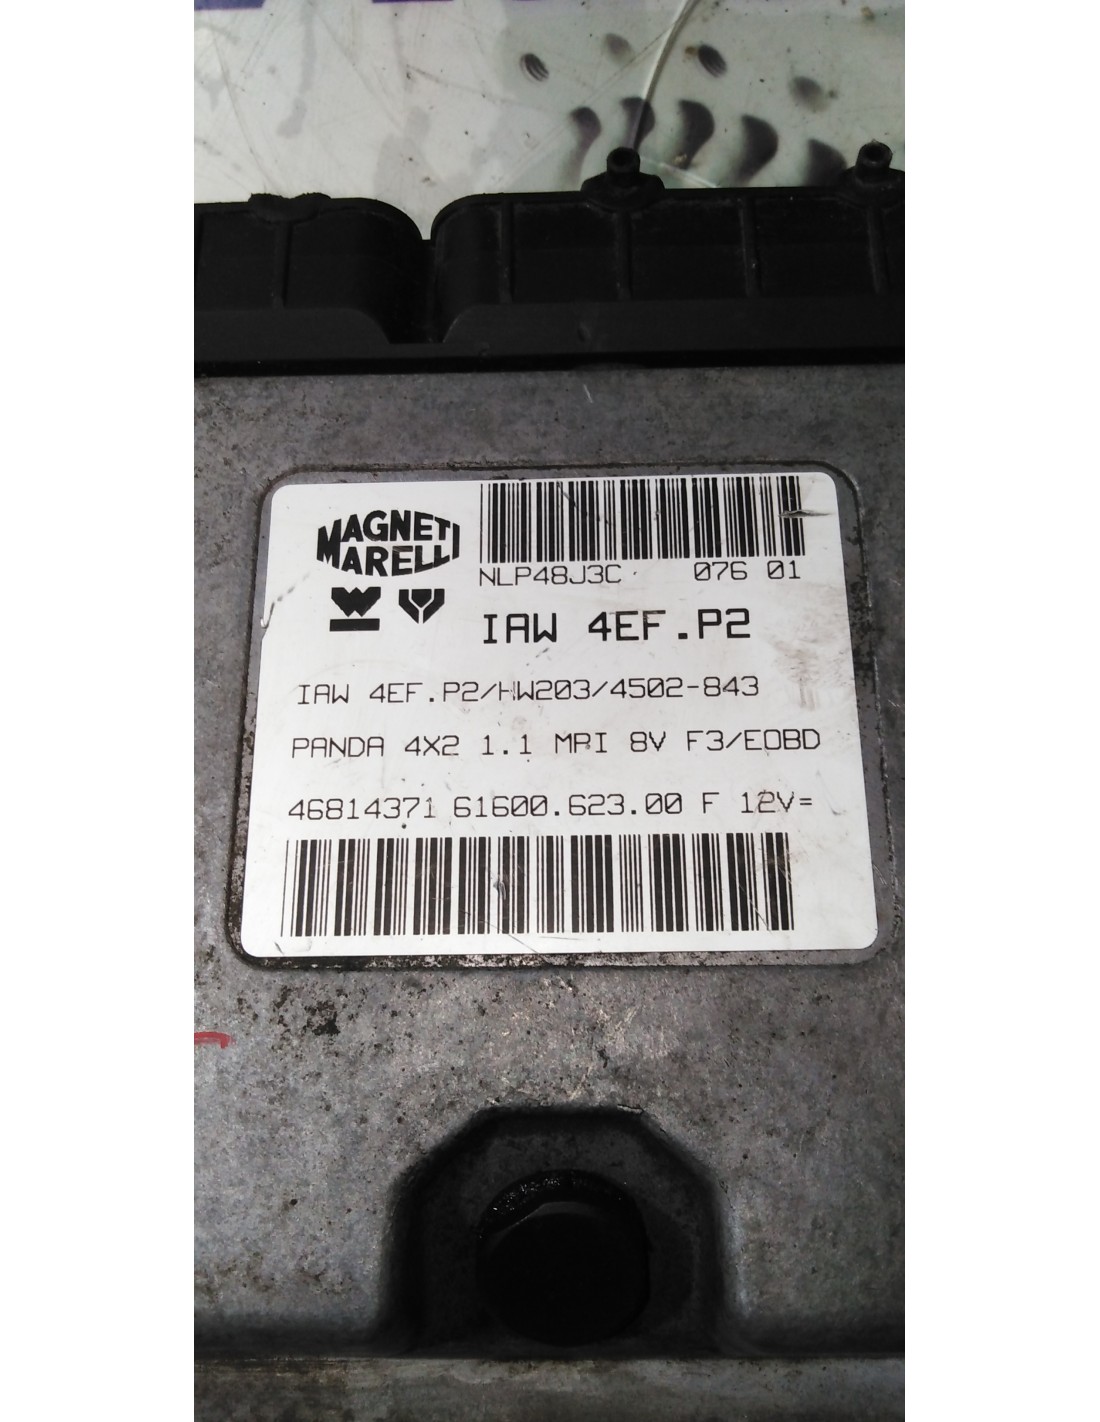 MAGNETI
MARELLI
NLP48J3C 076 01
IAW 4EF.P2
IAW 4EF.P2/HW203/4502-843
PANDA 4X2 1.1 MPI 8V F3/EOBD
46814371 61600.623.00 F 12V=